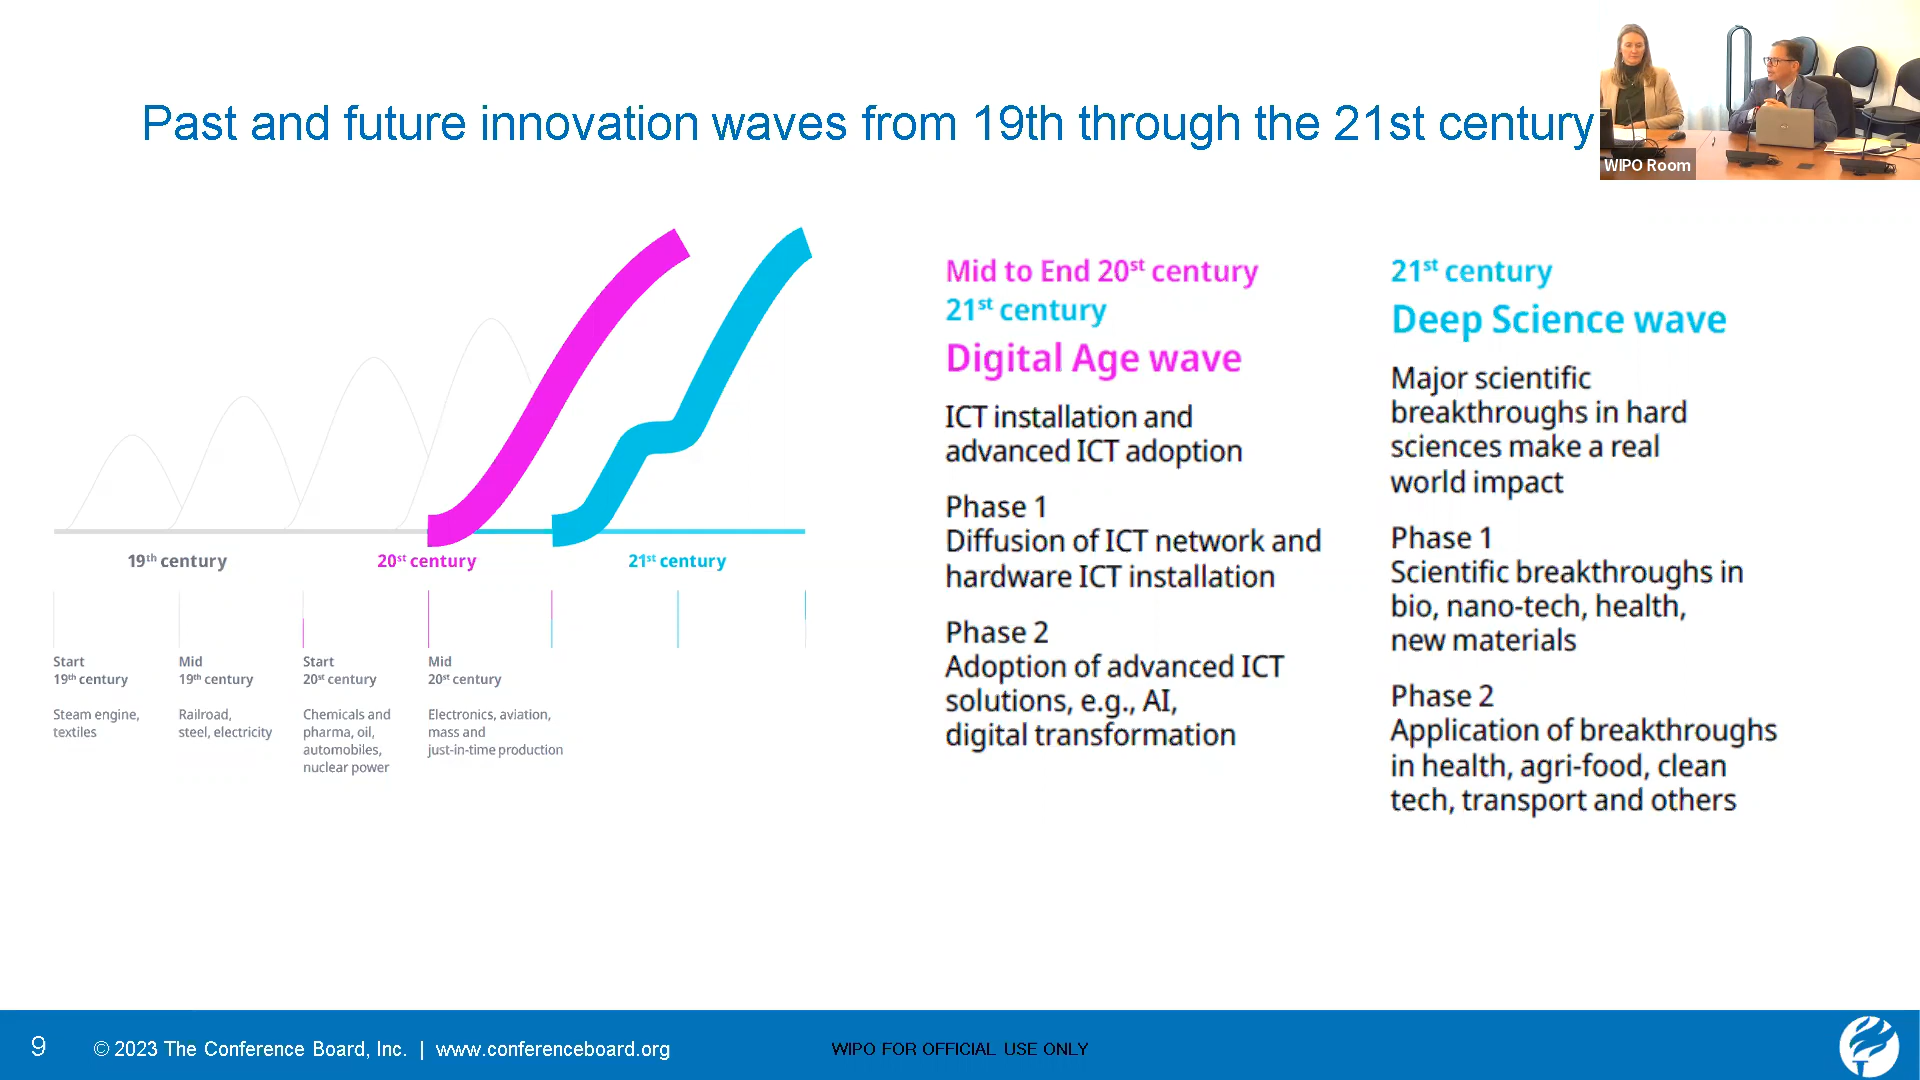 Past and future innovation waves from 19th through the 21st century
WIPO Room
19th century
20st century
21st century
Start
19th century
Steam engine,
textiles
Mid
19th century
Railroad,
steel, electricity
Start
20st century
Chemicals and
pharma, oil,
automobiles,
nuclear power
Mid
20st century
Electronics, aviation,
mass and
just-in-time production
Mid to End 20st century
21st century
Digital Age wave
ICT installation and
advanced ICT adoption
Phase 1
Diffusion of ICT network and
hardware ICT installation
Phase 2
Adoption of advanced ICT
solutions, e.g., AI,
digital transformation
21st century
Deep Science wave
Major scientific
breakthroughs in hard
sciences make a real
world impact
Phase 1
Scientific breakthroughs in
bio, nano-tech, health,
new materials
Phase 2
Application of breakthroughs
in health, agri-food, clean
tech, transport and others
9
© 2023 The Conference Board, Inc. | www.conferenceboard.org
WIPO FOR OFFICIAL USE ONLY